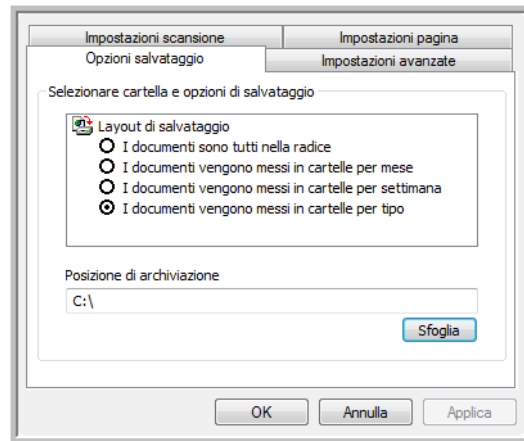 Impostazioni scansione
Impostazioni pagina
Opzioni salvataggio
Impostazioni avanzate
Selezionare cartella e opzioni di salvataggio
Layout di salvataggio
I documenti sono tutti nella radice
I documenti vengono messi in cartelle per mese
I documenti vengono messi in cartelle per settimana
I documenti vengono messi in cartelle per tipo
Posizione di archiviazione
C:\
Sfoglia
OK
Annulla
Applica